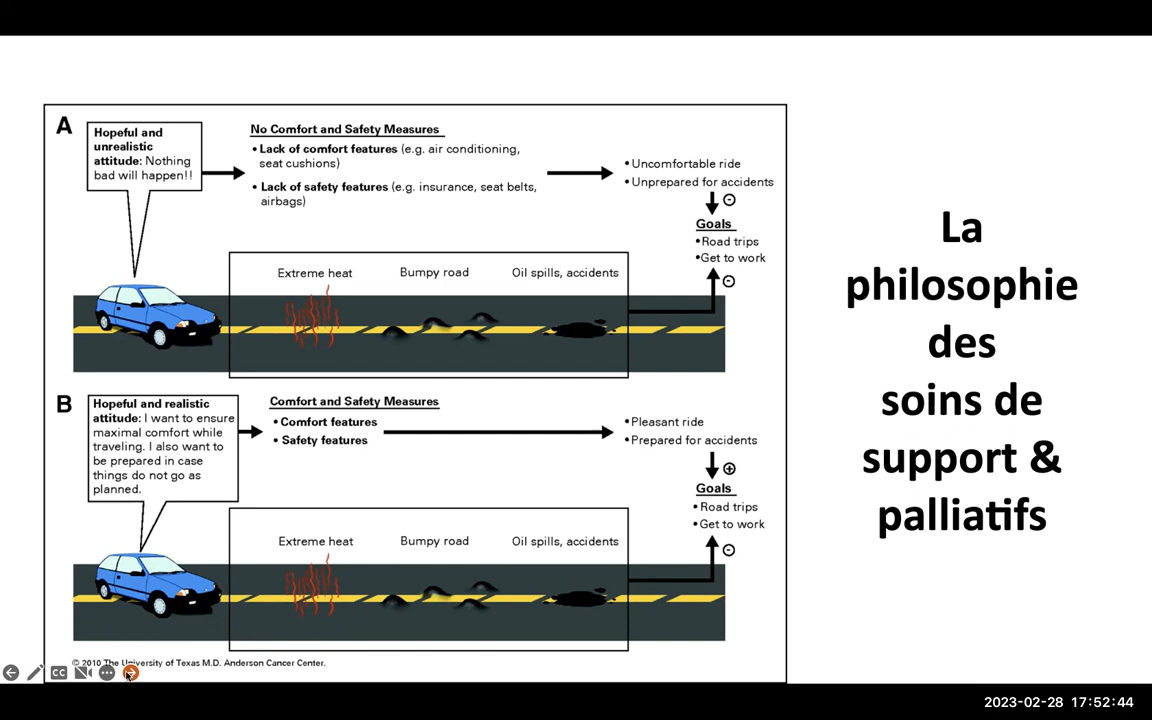 A
Hopeful and
unrealistic
attitude: Nothing
bad will happen!!
No Comfort and Safety Measures
• Lack of comfort features (e.g. air conditioning,
seat cushions)
• Lack of safety features (e.g. insurance, seat belts,
airbags)
•Uncomfortable ride
•Unprepared for accidents
-
Goals
•Road trips
•Get to work
-
Extreme heat
Bumpy road
Oil spills, accidents
B
Hopeful and realistic
attitude: I want to ensure
maximal comfort while
traveling. I also want to
be prepared in case
things do not go as
planned.
Comfort and Safety Measures
• Comfort features
• Safety features
•Pleasant ride
•Prepared for accidents
+
Goals
•Road trips
•Get to work
-
Extreme heat
Bumpy road
Oil spills, accidents
© 2010 The University of Texas M.D. Anderson Cancer Center.
La
philosophie
des
soins de
support &
palliatifs
CC
2023-02-28 17:52:44